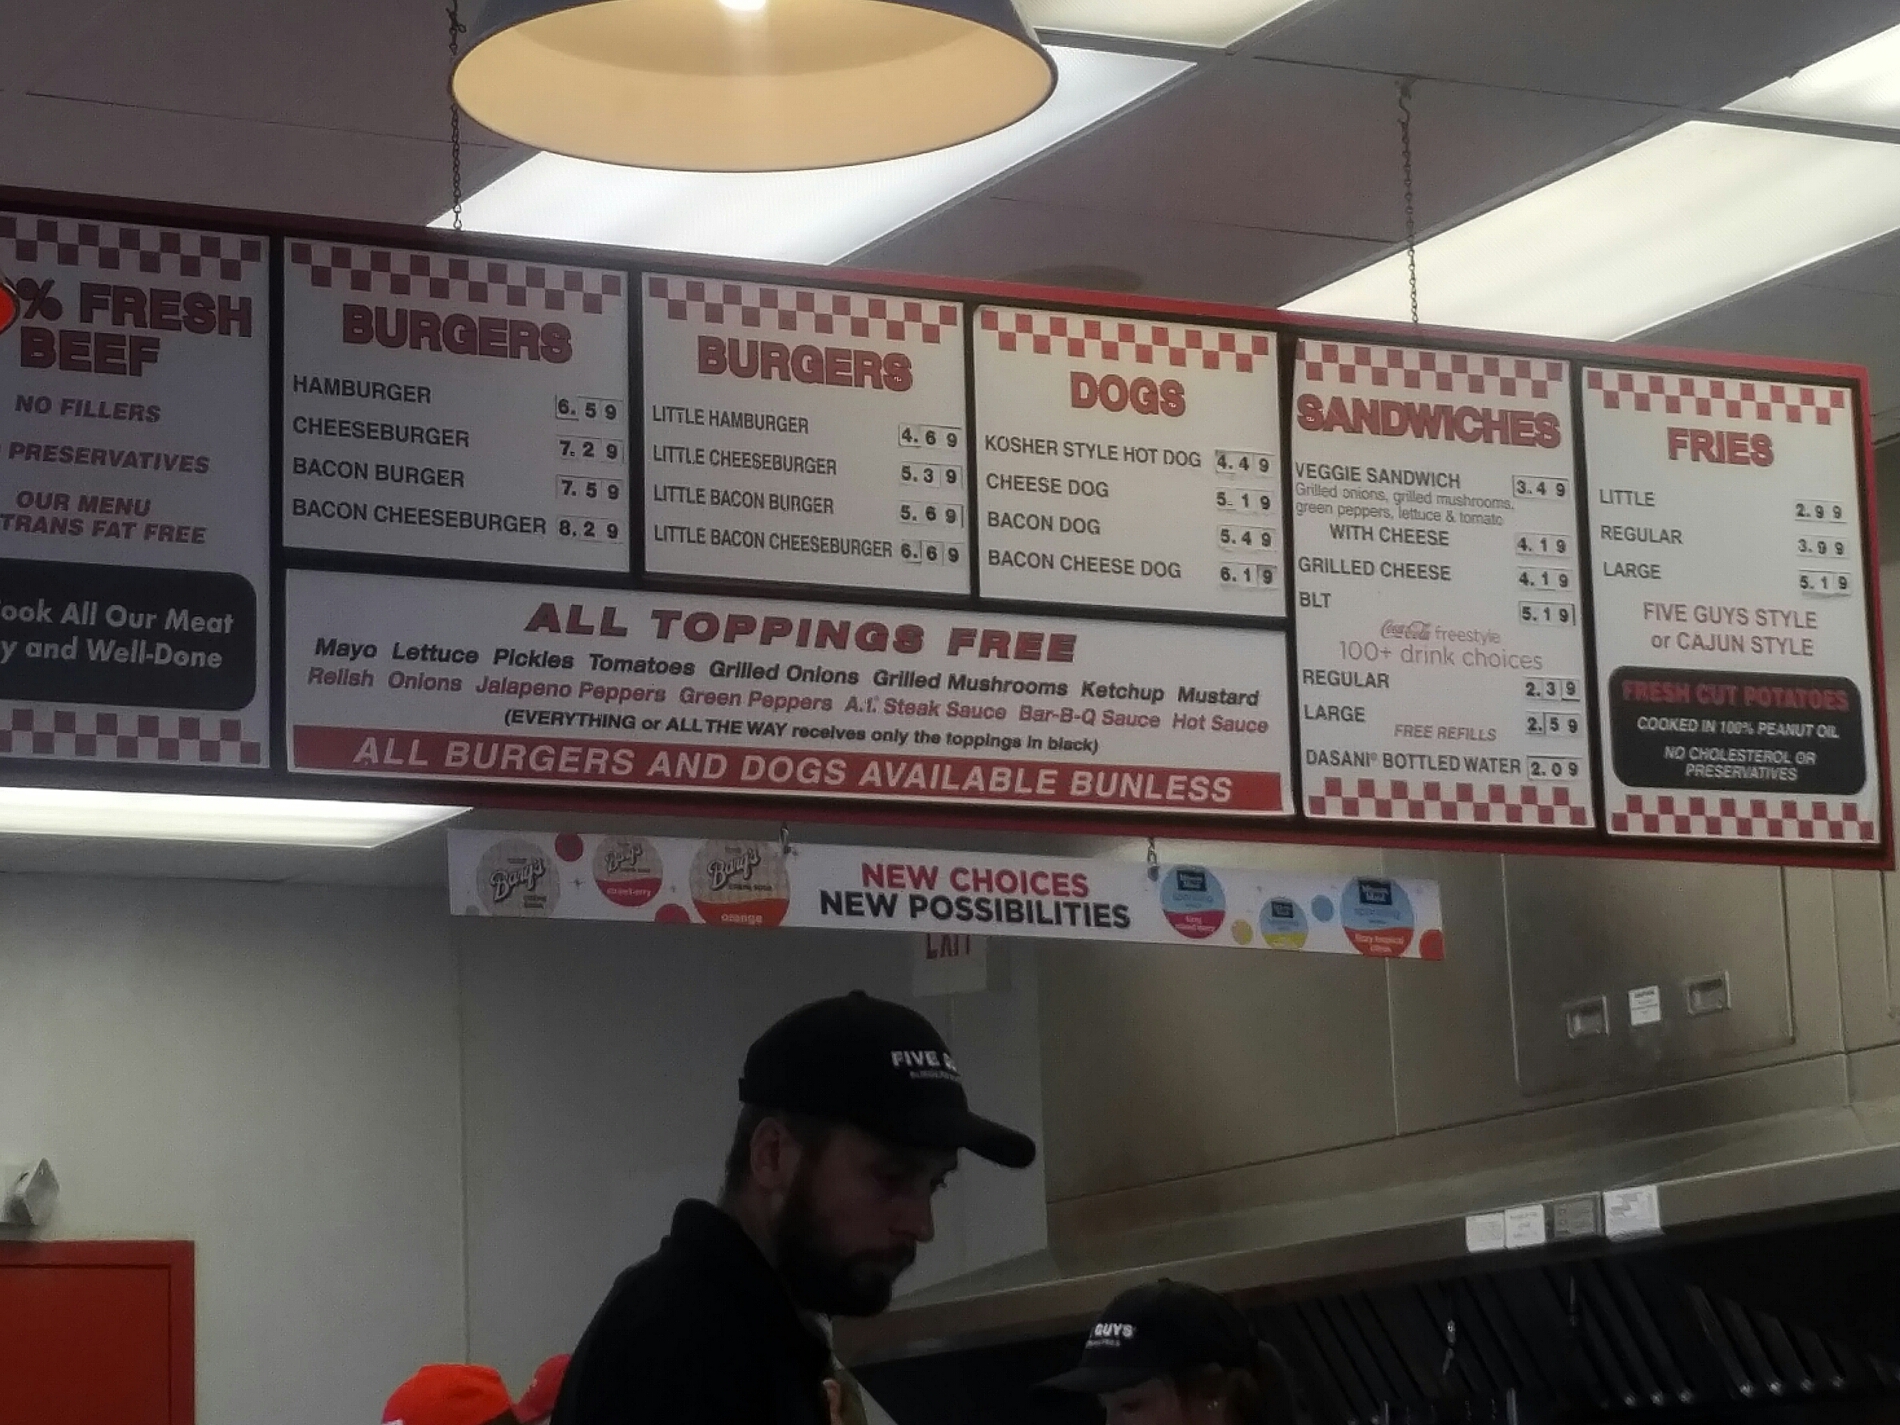 % FRESH
BEEF
NO FILLERS
PRESERVATIVES
OUR MENU
TRANS FAT FREE
ook All Our Meat
y and Well-Done
BURGERS
HAMBURGER 6.59
CHEESEBURGER 7.29
BACON BURGER 7.59
BACON CHEESEBURGER 8.29
BURGERS
LITTLE HAMBURGER 4.69
LITTLE CHEESEBURGER 5.39
LITTLE BACON BURGER 5.69
LITTLE BACON CHEESEBURGER 6.69
DOGS
KOSHER STYLE HOT DOG 4.49
CHEESE DOG 5.19
BACON DOG 5.49
BACON CHEESE DOG 6.19
ALL TOPPINGS FREE
Mayo Lettuce Pickles Tomatoes Grilled Onions Grilled Mushrooms Ketchup Mustard
Relish Onions Jalapeno Peppers Green Peppers A.1. Steak Sauce Bar-B-Q Sauce Hot Sauce
(EVERYTHING or ALL THE WAY receives only the toppings in black)
ALL BURGERS AND DOGS AVAILABLE BUNLESS
SANDWICHES
VEGGIE SANDWICH 3.49
Grilled onions, grilled mushrooms,
green peppers, lettuce & tomato
WITH CHEESE 4.19
GRILLED CHEESE 4.19
BLT 5.19
Coca-Cola freestyle
100+ drink choices
REGULAR 2.39
LARGE 2.59
FREE REFILLS
DASANI® BOTTLED WATER 2.09
FRIES
LITTLE 2.99
REGULAR 3.99
LARGE 5.19
FIVE GUYS STYLE
or CAJUN STYLE
FRESH CUT POTATOES
COOKED IN 100% PEANUT OIL
NO CHOLESTEROL OR
PRESERVATIVES
Barq's
Barq's
strawberry
Barq's
orange
NEW CHOICES
NEW POSSIBILITIES
EXIT
FIVE G
GUYS